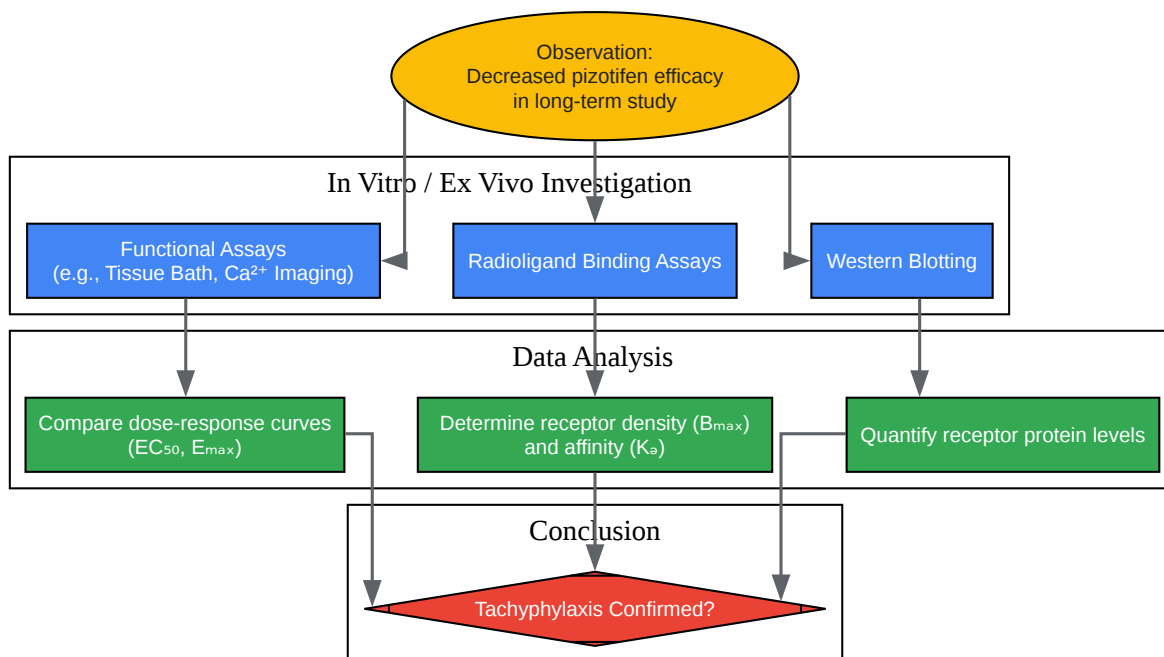 Observation:
Decreased pizotifen efficacy
in long-term study
In Vitro / Ex Vivo Investigation
Functional Assays
(e.g., Tissue Bath, Ca²⁺ Imaging)
Radioligand Binding Assays
Western Blotting
Data Analysis
Compare dose-response curves
(EC₅₀, Eₘₐₓ)
Determine receptor density (Bₘₐₓ)
and affinity (Kₔ)
Quantify receptor protein levels
Conclusion
Tachyphylaxis Confirmed?